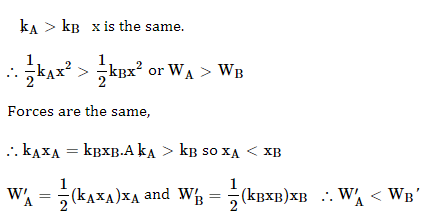 kA > kB x is the same.
∴ 1/2 kAx² > 1/2 kBx² or WA > WB
Forces are the same,
∴ kAxA = kBxB.A kA > kB so xA < xB
W′A = 1/2 (kAxA)xA and W′B = 1/2 (kBxB)xB ∴ W′A < WB′